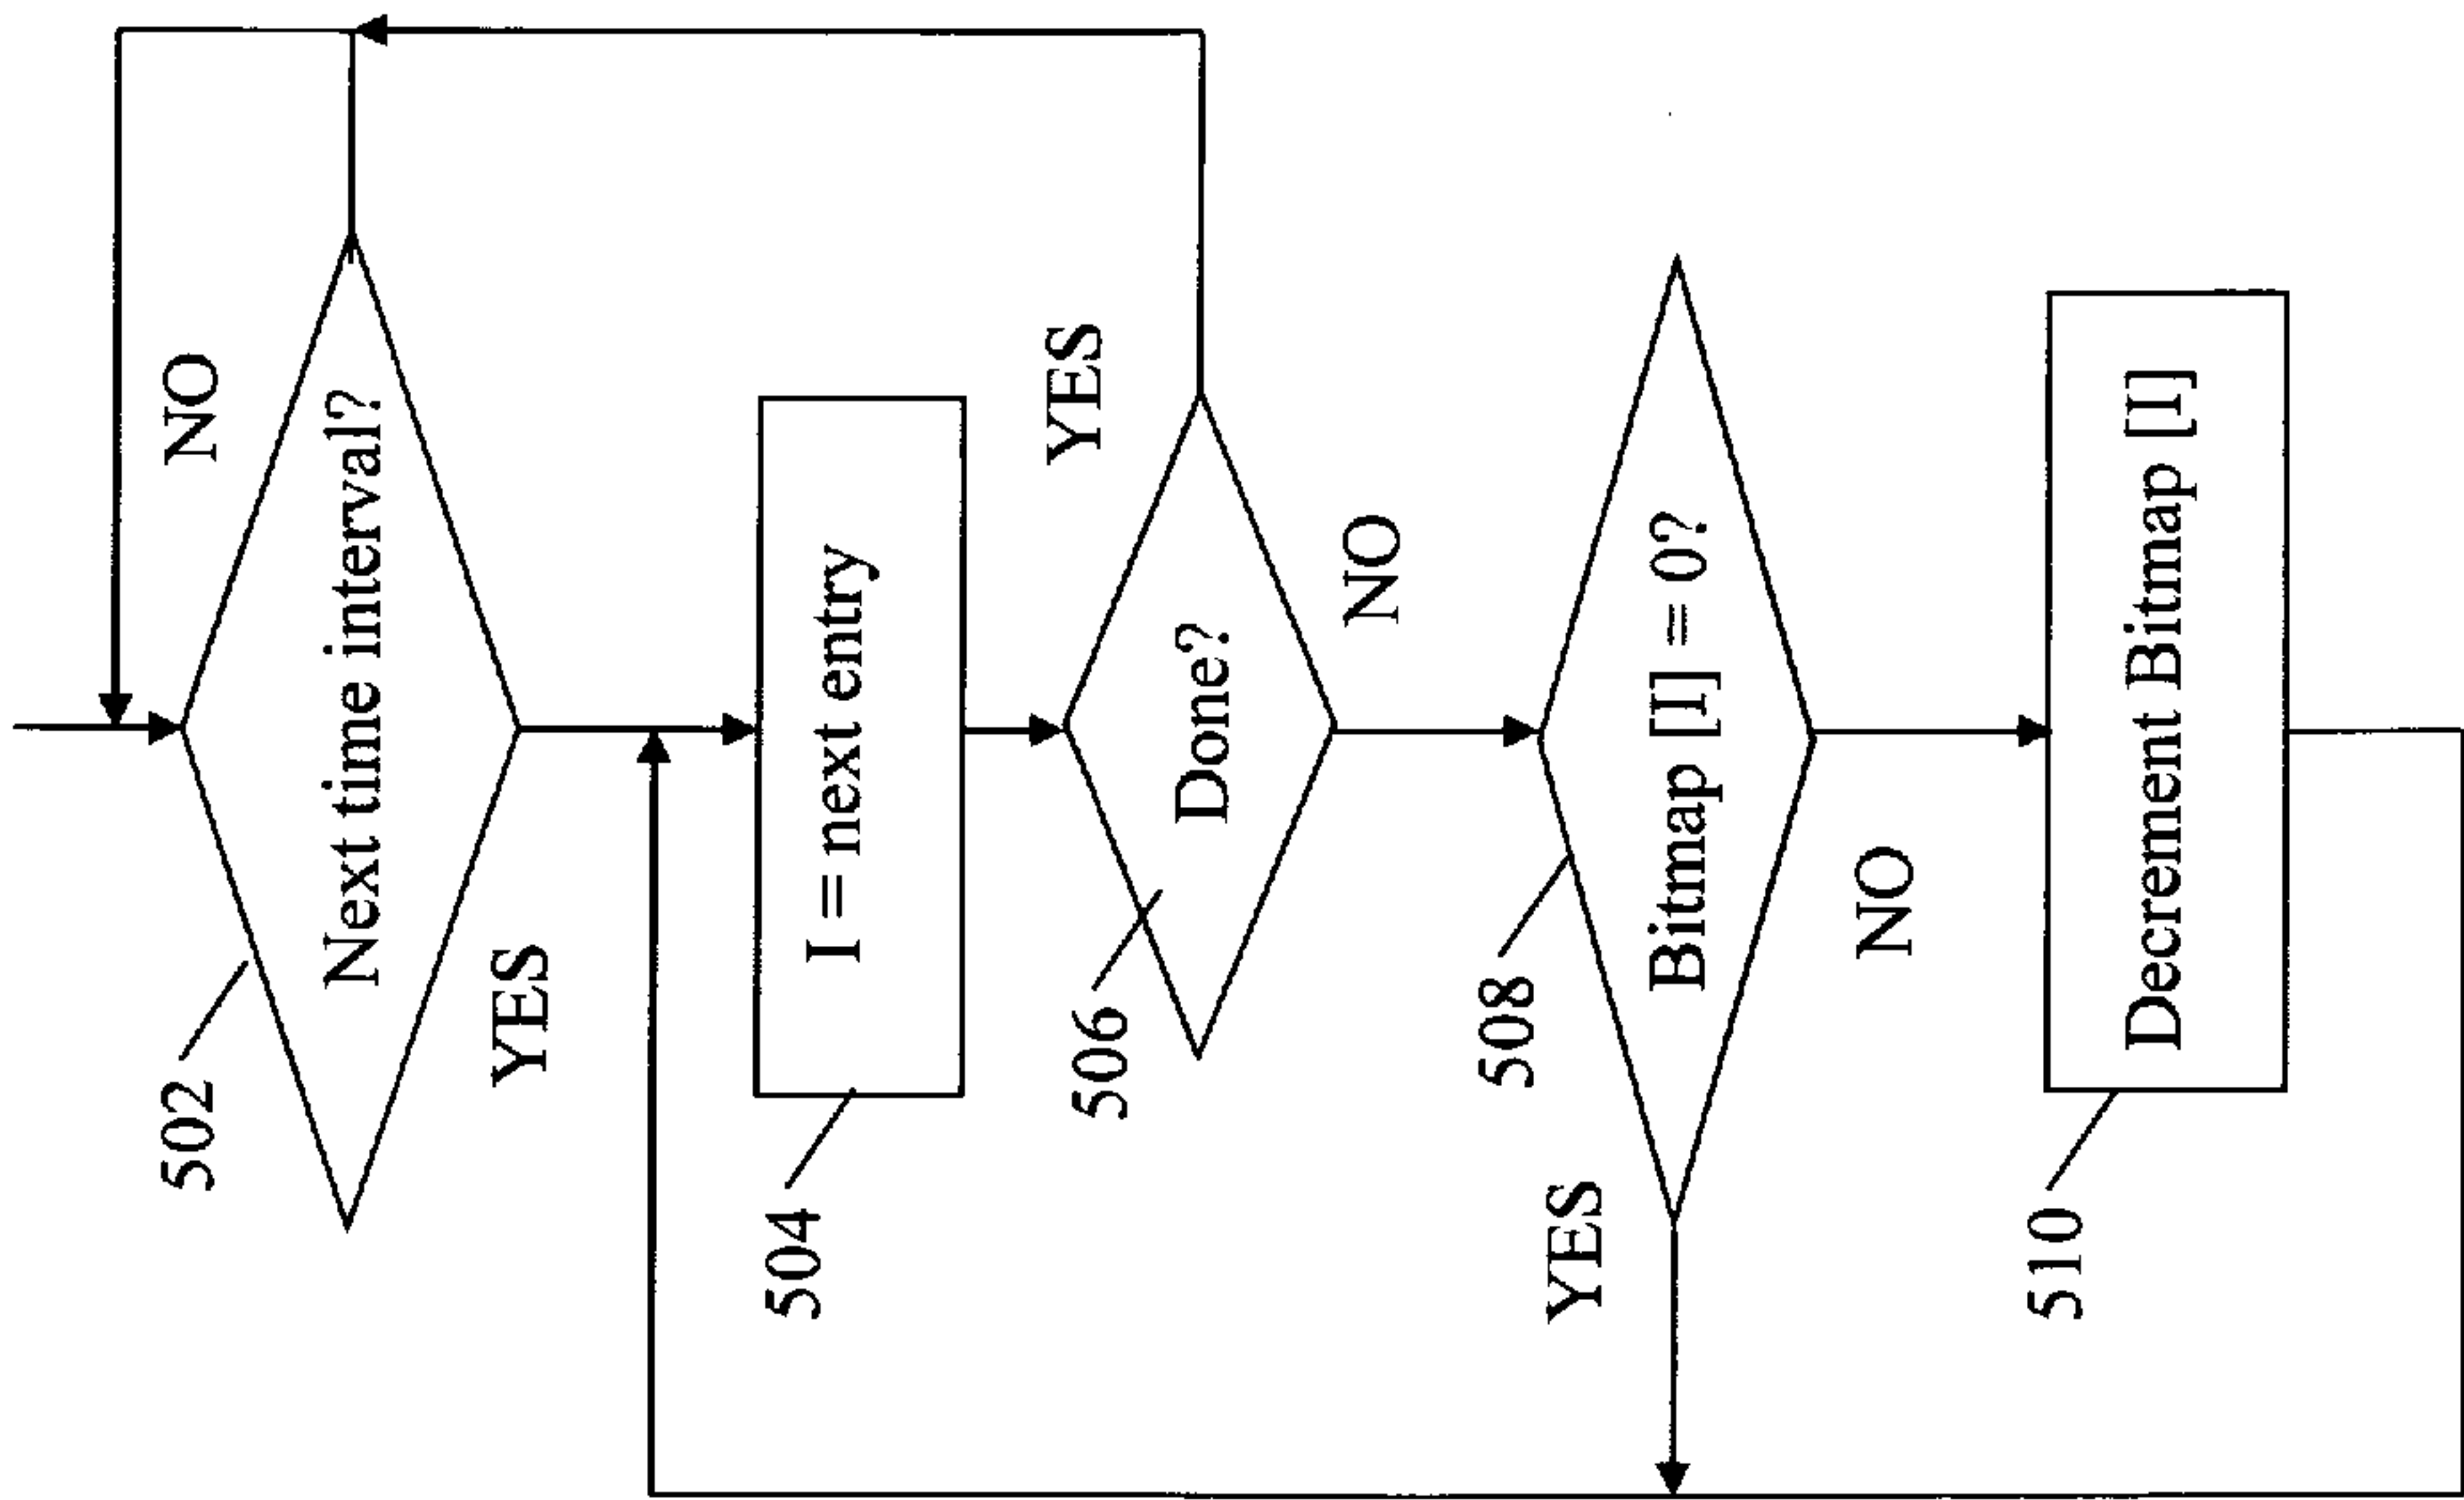 502
Next time interval?
NO
YES
504
I = next entry
506
Done?
YES
NO
508
Bitmap [I] = 0?
YES
NO
510
Decrement Bitmap [I]